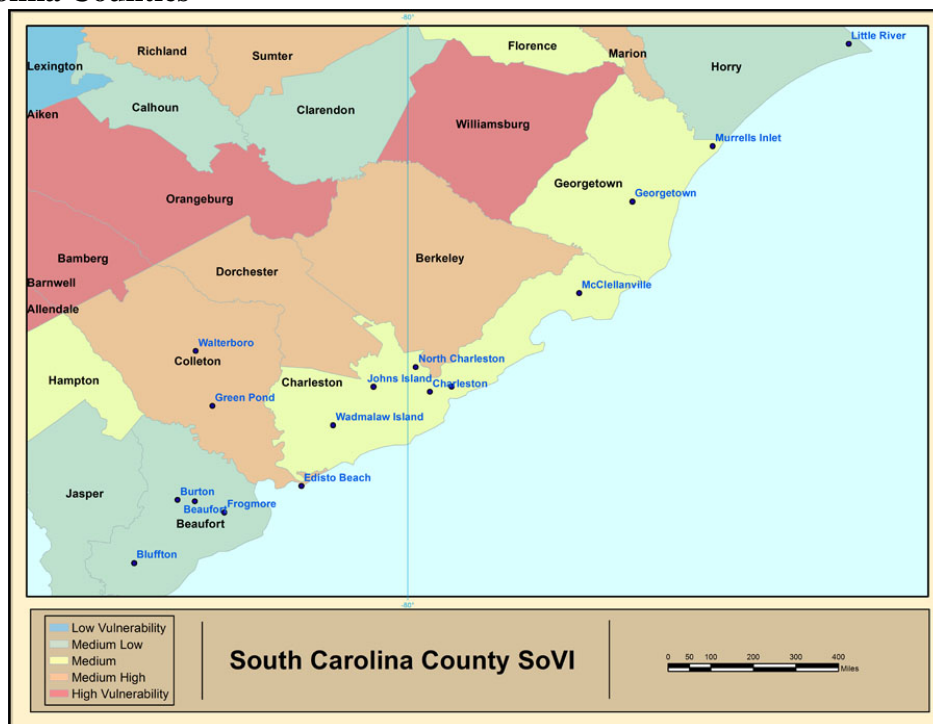 -80°
Little River
Florence
Richland
Marion
Sumter
Lexington
Horry
Calhoun
Clarendon
Aiken
Williamsburg
Murrells Inlet
Georgetown
Georgetown
Orangeburg
Bamberg
Berkeley
Dorchester
Barnwell
McClellanville
Allendale
Walterboro
Colleton
North Charleston
Hampton
Charleston
Johns Island
Charleston
Green Pond
Wadmalaw Island
Edisto Beach
Jasper
Burton
Beaufort
Frogmore
Beaufort
Bluffton
-80°
Low Vulnerability
Medium Low
Medium
Medium High
High Vulnerability
South Carolina County SoVI
0 50 100 200 300 400
Miles